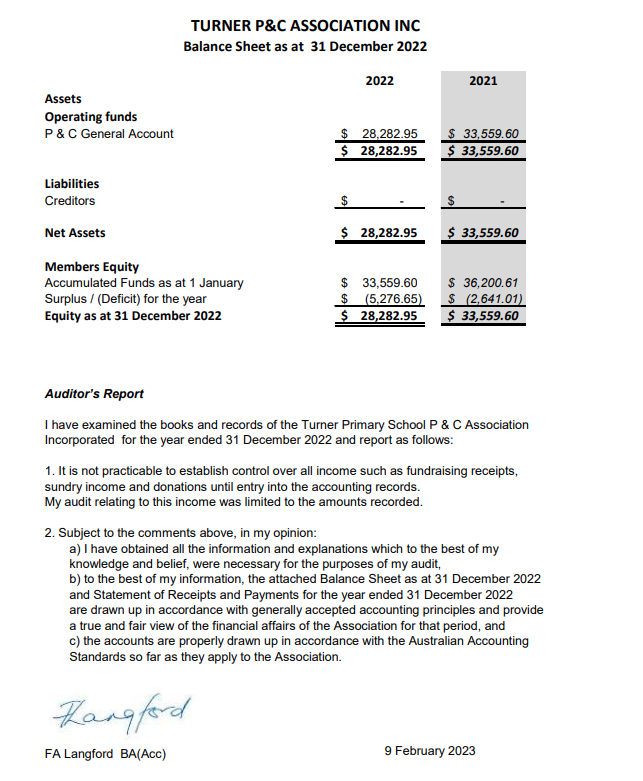 TURNER P&C ASSOCIATION INC
Balance Sheet as at 31 December 2022
2022 2021
Assets
Operating funds
P & C General Account $ 28,282.95 $ 33,559.60
$ 28,282.95 $ 33,559.60
Liabilities
Creditors $ - $ -
Net Assets $ 28,282.95 $ 33,559.60
Members Equity
Accumulated Funds as at 1 January $ 33,559.60 $ 36,200.61
Surplus / (Deficit) for the year $ (5,276.65) $ (2,641.01)
Equity as at 31 December 2022 $ 28,282.95 $ 33,559.60
Auditor's Report
I have examined the books and records of the Turner Primary School P & C Association
Incorporated for the year ended 31 December 2022 and report as follows:
1. It is not practicable to establish control over all income such as fundraising receipts,
sundry income and donations until entry into the accounting records.
My audit relating to this income was limited to the amounts recorded.
2. Subject to the comments above, in my opinion:
a) I have obtained all the information and explanations which to the best of my
knowledge and belief, were necessary for the purposes of my audit,
b) to the best of my information, the attached Balance Sheet as at 31 December 2022
and Statement of Receipts and Payments for the year ended 31 December 2022
are drawn up in accordance with generally accepted accounting principles and provide
a true and fair view of the financial affairs of the Association for that period, and
c) the accounts are properly drawn up in accordance with the Australian Accounting
Standards so far as they apply to the Association.
FLangford
FA Langford BA(Acc) 9 February 2023